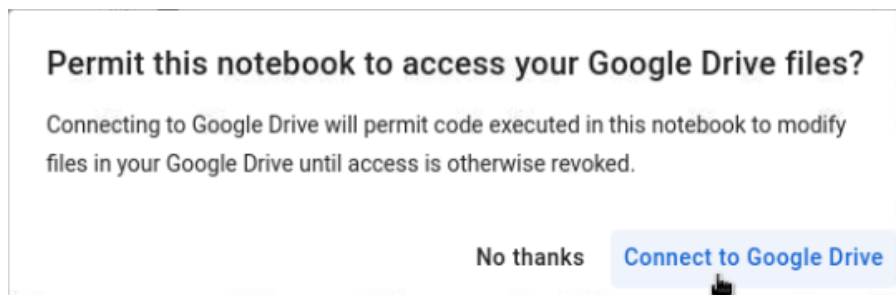 Permit this notebook to access your Google Drive files?
Connecting to Google Drive will permit code executed in this notebook to modify
files in your Google Drive until access is otherwise revoked.
No thanks
Connect to Google Drive